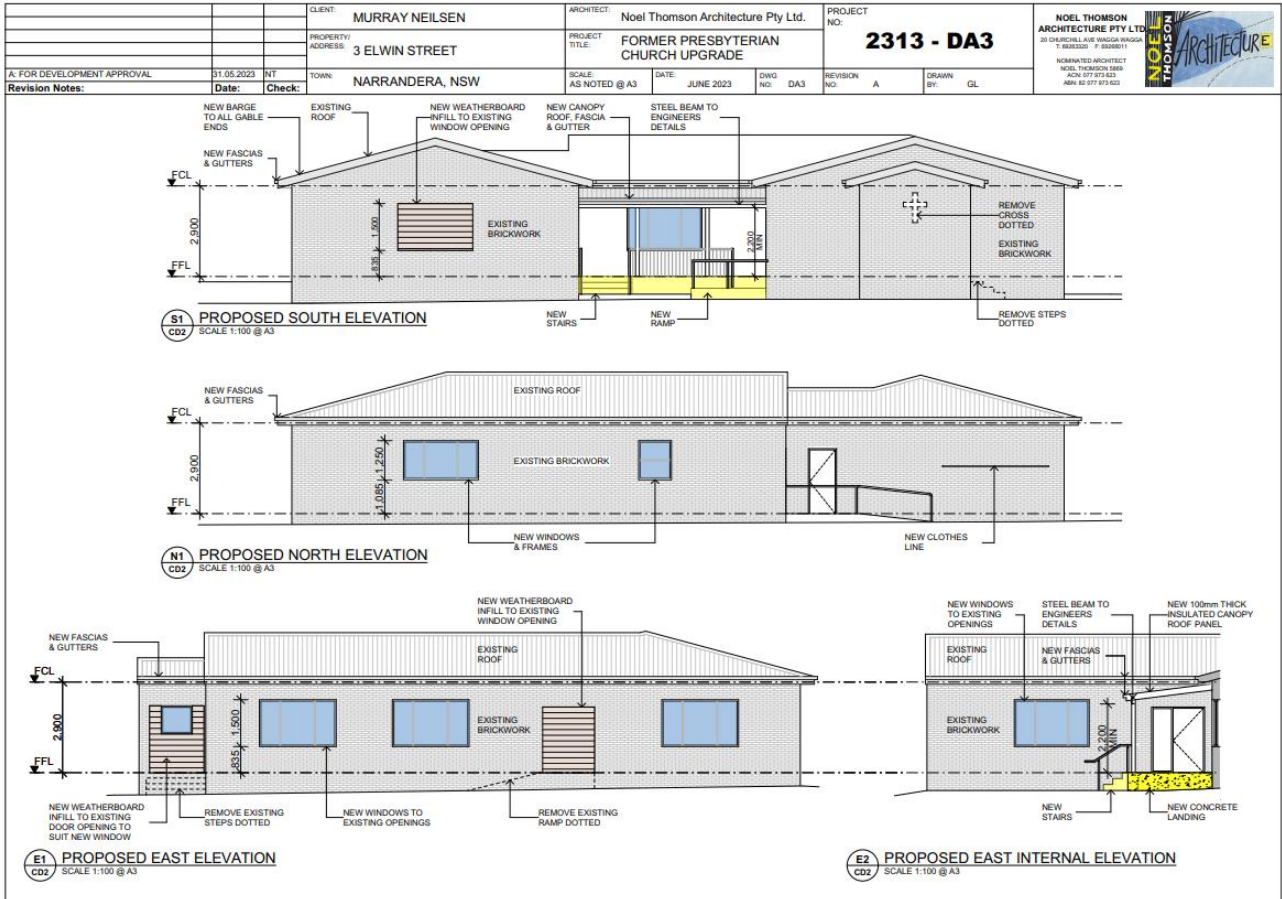 CLIENT:
MURRAY NEILSEN
PROPERTY/
ADDRESS:
3 ELWIN STREET
TOWN:
NARRANDERA, NSW
ARCHITECT:
Noel Thomson Architecture Pty Ltd.
PROJECT
TITLE:
FORMER PRESBYTERIAN
CHURCH UPGRADE
SCALE:
AS NOTED @ A3
DATE:
JUNE 2023
DWG
NO:
DA3
PROJECT
NO:
2313 - DA3
REVISION
NO:
A
DRAWN
BY:
GL
NOEL THOMSON
ARCHITECTURE PTY LTD
20 CHURCHILL AVE WAGGA WAGGA
NOMINATED ARCHITECT
NOEL THOMSON 5869
ACN: 077 973 623
ABN: 82 077 973 623
NOEL
THOMSON
ARCHITECTURE
A: FOR DEVELOPMENT APPROVAL
31.05.2023
NT
Revision Notes:
Date:
Check:
NEW BARGE
TO ALL GABLE
ENDS
EXISTING
ROOF
NEW WEATHERBOARD
INFILL TO EXISTING
WINDOW OPENING
NEW CANOPY
ROOF, FASCIA
& GUTTER
STEEL BEAM TO
ENGINEERS
DETAILS
NEW FASCIAS
& GUTTERS
FCL
2,900
FFL
1,500
835
EXISTING
BRICKWORK
2,200
MIN
REMOVE
CROSS
DOTTED
EXISTING
BRICKWORK
NEW
STAIRS
NEW
RAMP
REMOVE STEPS
DOTTED
S1
CD2
PROPOSED SOUTH ELEVATION
SCALE 1:100 @ A3
NEW FASCIAS
& GUTTERS
EXISTING ROOF
FCL
2,900
FFL
1,250
1,085
EXISTING BRICKWORK
NEW WINDOWS
& FRAMES
NEW CLOTHES
LINE
N1
CD2
PROPOSED NORTH ELEVATION
SCALE 1:100 @ A3
NEW FASCIAS
& GUTTERS
NEW WEATHERBOARD
INFILL TO EXISTING
WINDOW OPENING
EXISTING
ROOF
FCL
2,900
FFL
1,500
835
EXISTING
BRICKWORK
NEW WEATHERBOARD
INFILL TO EXISTING
DOOR OPENING TO
SUIT NEW WINDOW
REMOVE EXISTING
STEPS DOTTED
NEW WINDOWS TO
EXISTING OPENINGS
REMOVE EXISTING
RAMP DOTTED
E1
CD2
PROPOSED EAST ELEVATION
SCALE 1:100 @ A3
NEW WINDOWS
TO EXISTING
OPENINGS
STEEL BEAM TO
ENGINEERS
DETAILS
NEW 100mm THICK
INSULATED CANOPY
ROOF PANEL
EXISTING
ROOF
NEW FASCIAS
& GUTTERS
EXISTING
BRICKWORK
2,200
MIN
NEW
STAIRS
NEW CONCRETE
LANDING
E2
CD2
PROPOSED EAST INTERNAL ELEVATION
SCALE 1:100 @ A3